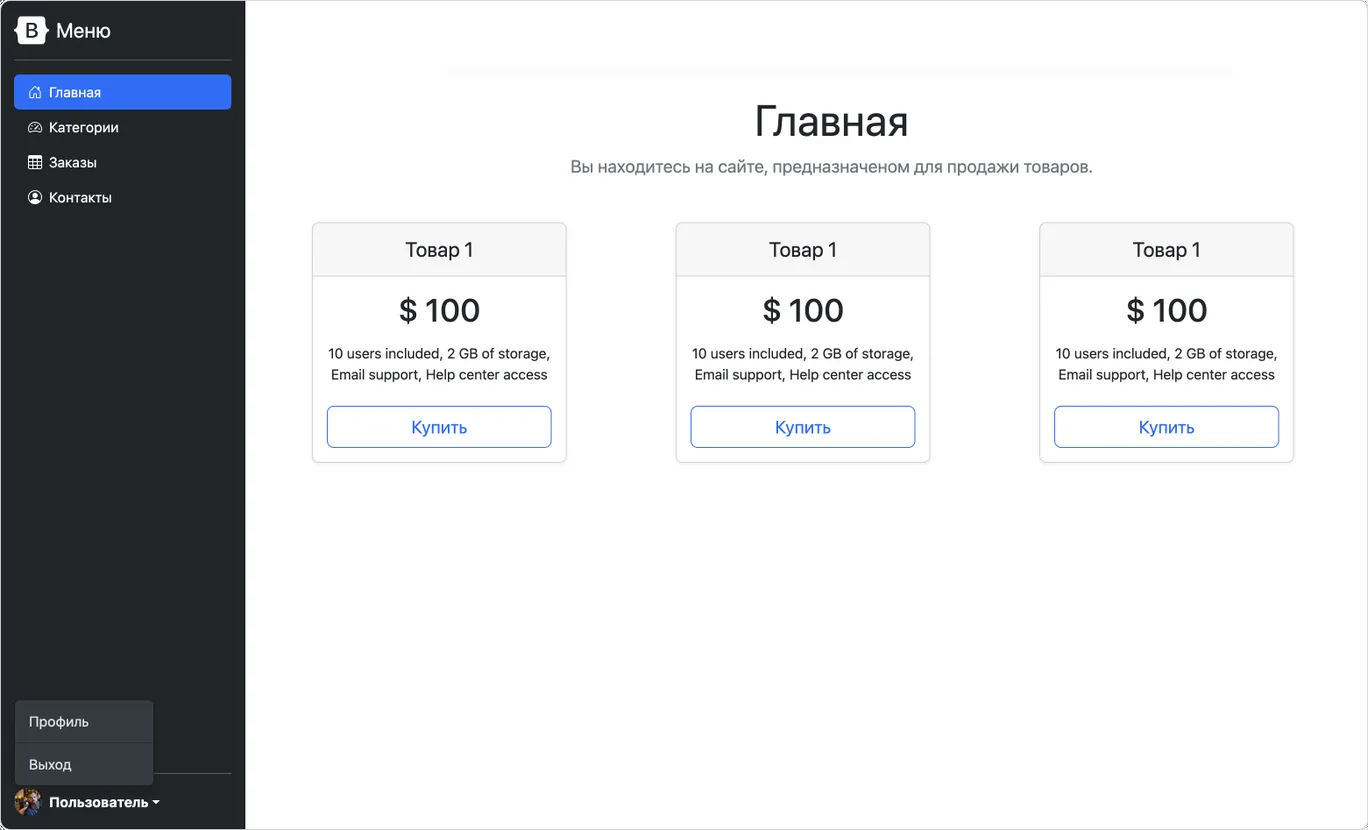 B Меню
Главная
Категории
Заказы
Контакты
Профиль
Выход
Пользователь
Главная
Вы находитесь на сайте, предназначеном для продажи товаров.
Товар 1
$ 100
10 users included, 2 GB of storage,
Email support, Help center access
Купить
Товар 1
$ 100
10 users included, 2 GB of storage,
Email support, Help center access
Купить
Товар 1
$ 100
10 users included, 2 GB of storage,
Email support, Help center access
Купить